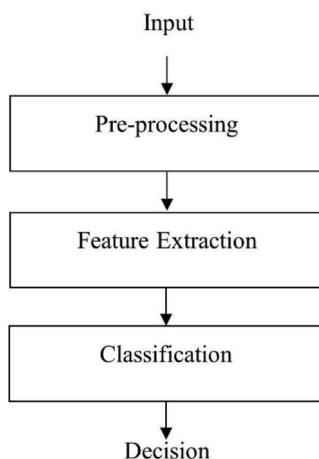 Input
Pre-processing
Feature Extraction
Classification
Decision